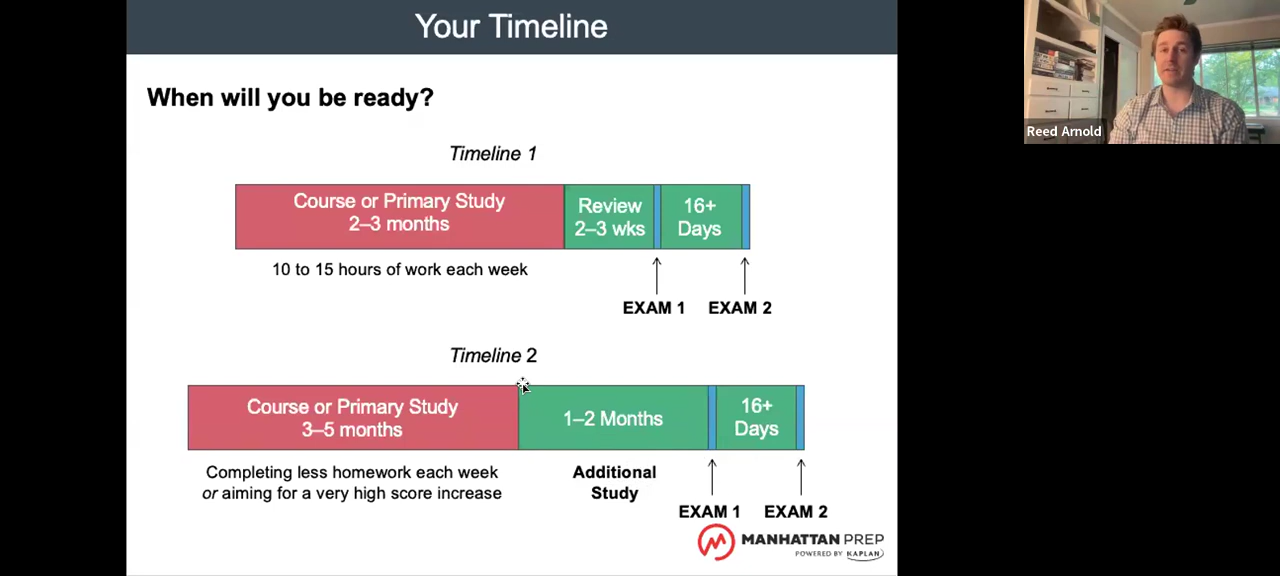 Your Timeline
Reed Arnold
When will you be ready?
Timeline 1
Course or Primary Study
2–3 months
Review
2–3 wks
16+
Days
10 to 15 hours of work each week
EXAM 1
EXAM 2
Timeline 2
Course or Primary Study
3–5 months
1–2 Months
16+
Days
Completing less homework each week
or aiming for a very high score increase
Additional
Study
EXAM 1
EXAM 2
MANHATTAN PREP
POWERED BY KAPLAN